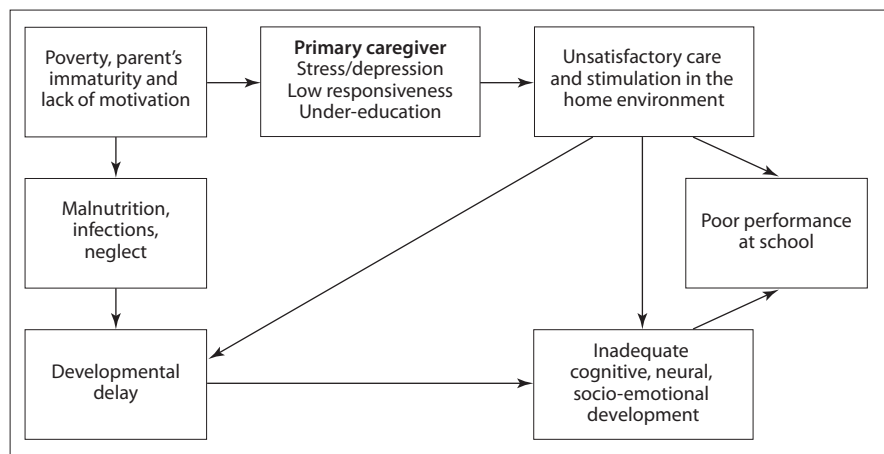 Poverty, parent's
immaturity and
lack of motivation
Primary caregiver
Stress/depression
Low responsiveness
Under-education
Unsatisfactory care
and stimulation in the
home environment
Malnutrition,
infections,
neglect
Poor performance
at school
Developmental
delay
Inadequate
cognitive, neural,
socio-emotional
development